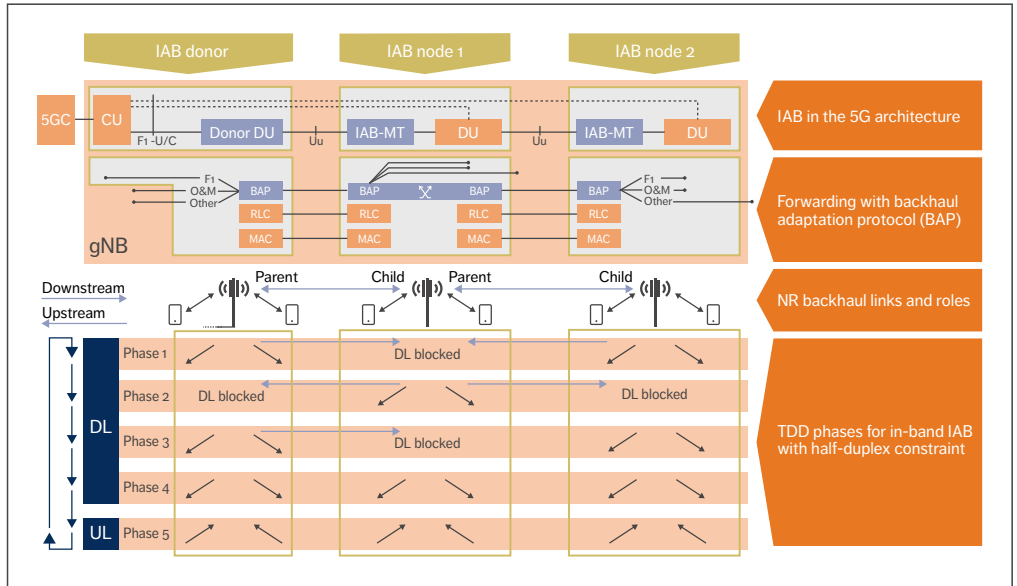 IAB donor
IAB node 1
IAB node 2
5GC
CU
F1-U/C
Donor DU
Uu
IAB-MT
DU
Uu
IAB-MT
DU
IAB in the 5G architecture
F1
O&M
Other
BAP
BAP
BAP
BAP
F1
O&M
Other
RLC
RLC
RLC
RLC
MAC
MAC
MAC
MAC
gNB
Forwarding with backhaul
adaptation protocol (BAP)
Downstream
Upstream
Parent
Child
Parent
Child
NR backhaul links and roles
DL
Phase 1
DL blocked
Phase 2
DL blocked
DL blocked
Phase 3
DL blocked
Phase 4
UL
Phase 5
TDD phases for in-band IAB
with half-duplex constraint